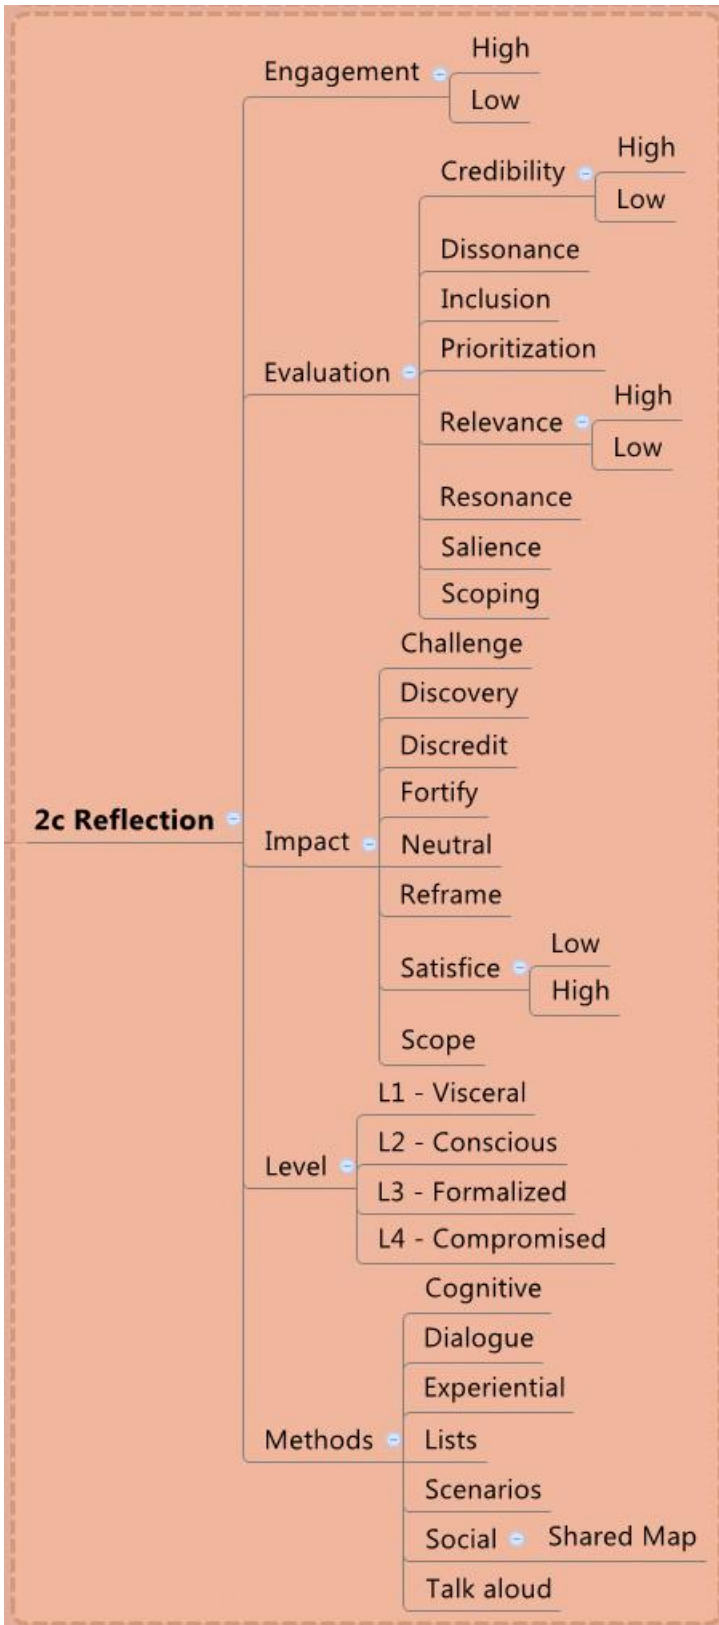 High
Engagement
Low
High
Credibility
Low
Dissonance
Inclusion
Prioritization
Evaluation
High
Relevance
Low
Resonance
Salience
Scoping
Challenge
Discovery
Discredit
Fortify
2c Reflection
Impact
Neutral
Reframe
Low
Satisfice
High
Scope
L1 - Visceral
L2 - Conscious
Level
L3 - Formalized
L4 - Compromised
Cognitive
Dialogue
Experiential
Methods
Lists
Scenarios
Social
Shared Map
Talk aloud